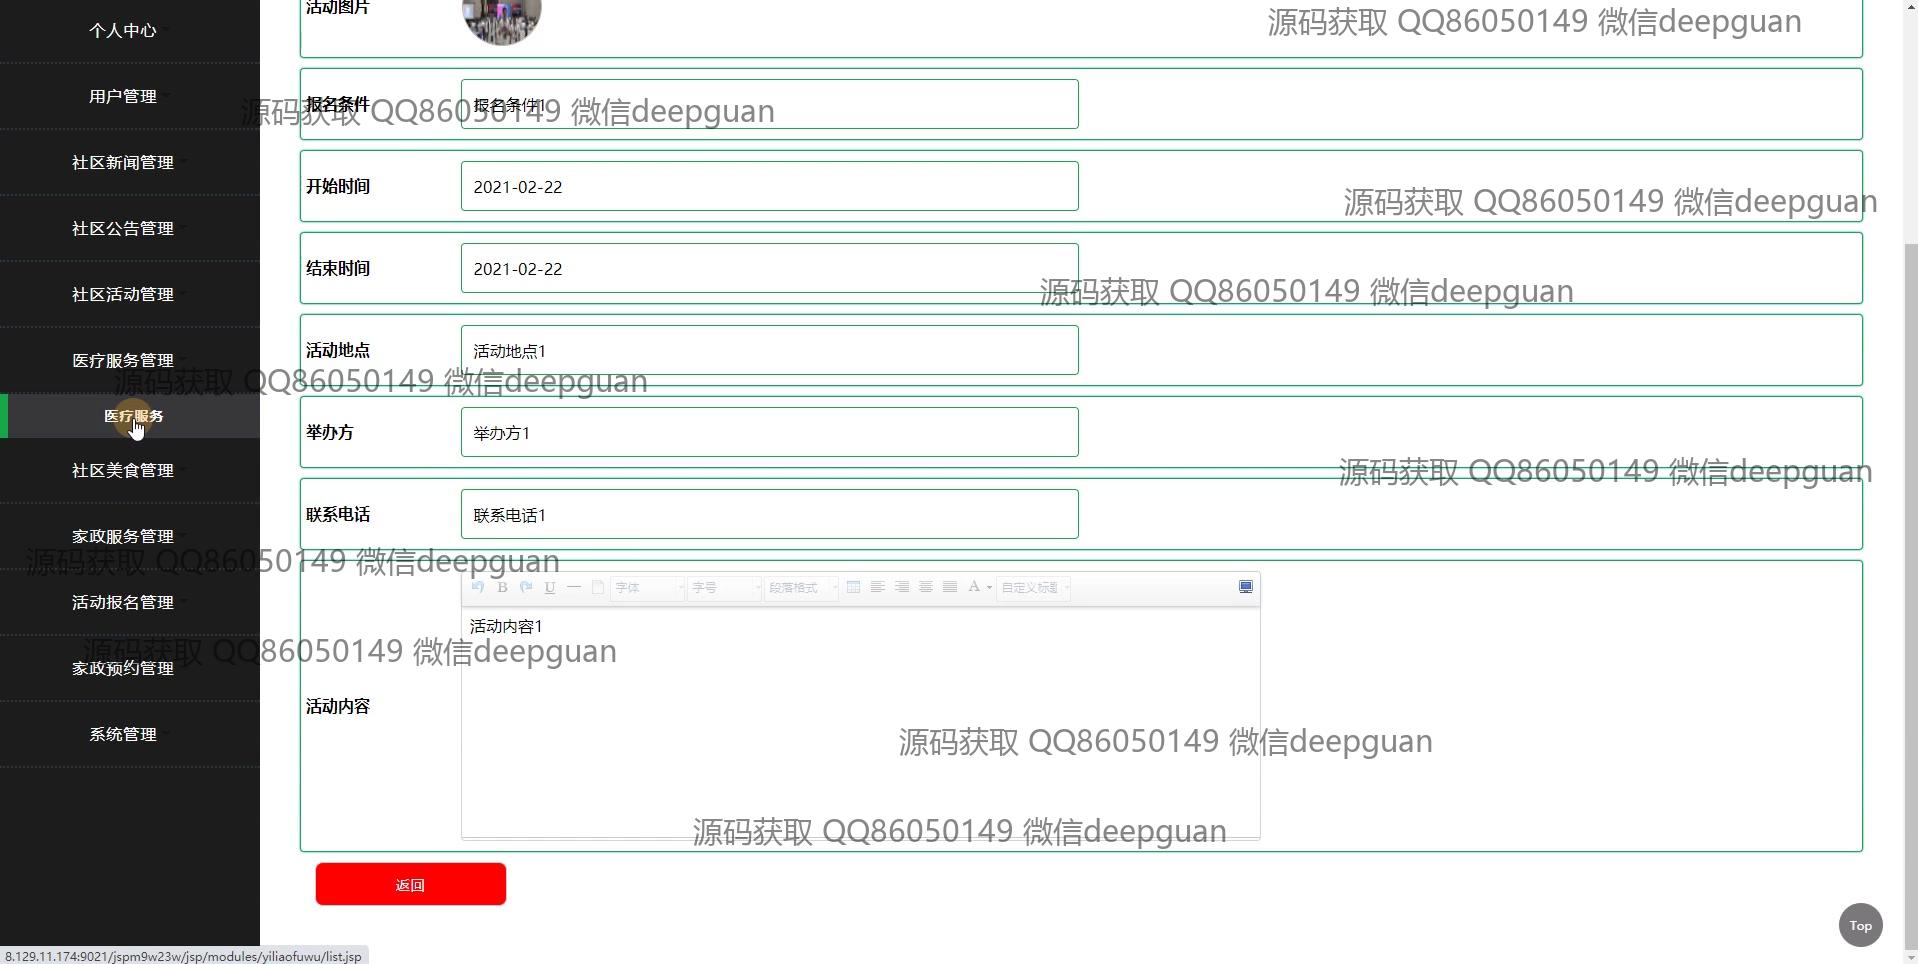 个人中心
用户管理
社区新闻管理
社区公告管理
社区活动管理
医疗服务管理
医疗服务
社区美食管理
家政服务管理
活动报名管理
家政预约管理
系统管理
活动图片
源码获取 QQ86050149 微信deepguan
报名条件
报名条件1
源码获取 QQ86050149 微信deepguan
开始时间
2021-02-22
源码获取 QQ86050149 微信deepguan
结束时间
2021-02-22
源码获取 QQ86050149 微信deepguan
活动地点
活动地点1
源码获取 QQ86050149 微信deepguan
举办方
举办方1
源码获取 QQ86050149 微信deepguan
联系电话
联系电话1
源码获取 QQ86050149 微信deepguan
B U 字体 字号 段落格式 A 自定义标题
活动内容1
源码获取 QQ86050149 微信deepguan
活动内容
源码获取 QQ86050149 微信deepguan
源码获取 QQ86050149 微信deepguan
返回
Top
8.129.11.174:9021/jspm9w23w/jsp/modules/yiliaofuwu/list.jsp